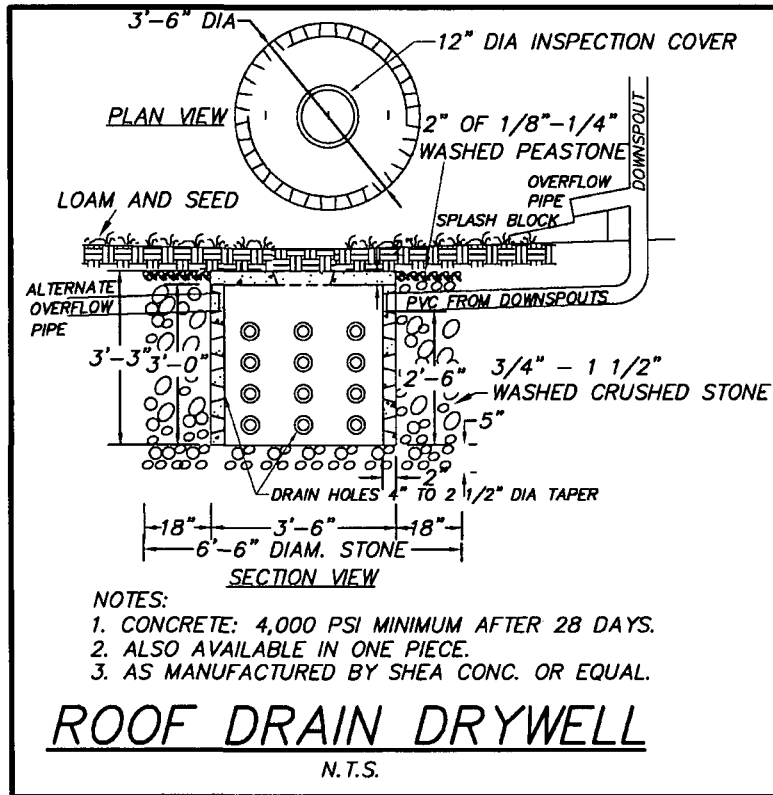 3'-6" DIA
12" DIA INSPECTION COVER
PLAN VIEW
2" OF 1/8"-1/4"
WASHED PEASTONE
DOWNSPOUT
OVERFLOW
PIPE
SPLASH BLOCK
LOAM AND SEED
ALTERNATE
OVERFLOW
PIPE
PVC FROM DOWNSPOUTS
3'-3"
3'-0"
2'-6"
3/4" - 1 1/2"
WASHED CRUSHED STONE
5"
2"
DRAIN HOLES 4" TO 2 1/2" DIA TAPER
18"
3'-6"
18"
6'-6" DIAM. STONE
SECTION VIEW
NOTES:
1. CONCRETE: 4,000 PSI MINIMUM AFTER 28 DAYS.
2. ALSO AVAILABLE IN ONE PIECE.
3. AS MANUFACTURED BY SHEA CONC. OR EQUAL.
ROOF DRAIN DRYWELL
N.T.S.